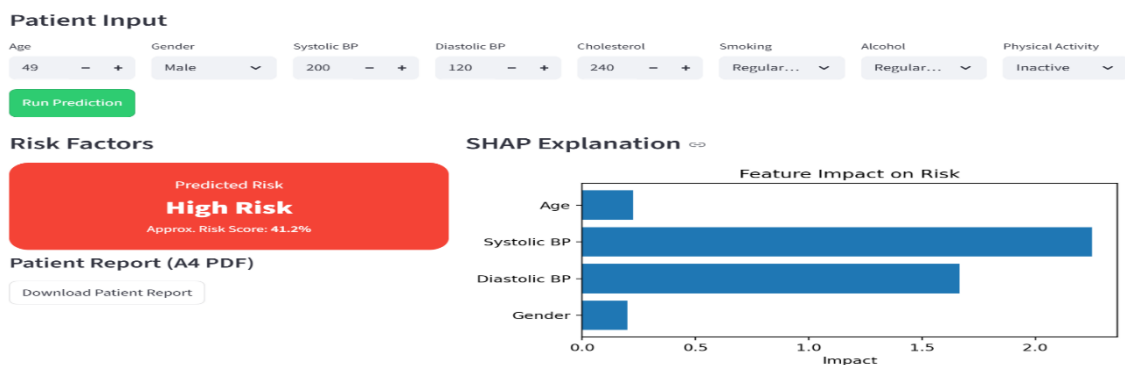 Patient Input
Age Gender Systolic BP Diastolic BP Cholesterol Smoking Alcohol Physical Activity
49 − + Male 200 − + 120 − + 240 − + Regular... Regular... Inactive
Run Prediction
Risk Factors
Predicted Risk
High Risk
Approx. Risk Score: 41.2%
Patient Report (A4 PDF)
Download Patient Report
SHAP Explanation
Feature Impact on Risk
Age
Systolic BP
Diastolic BP
Gender
0.0 0.5 1.0 1.5 2.0
Impact